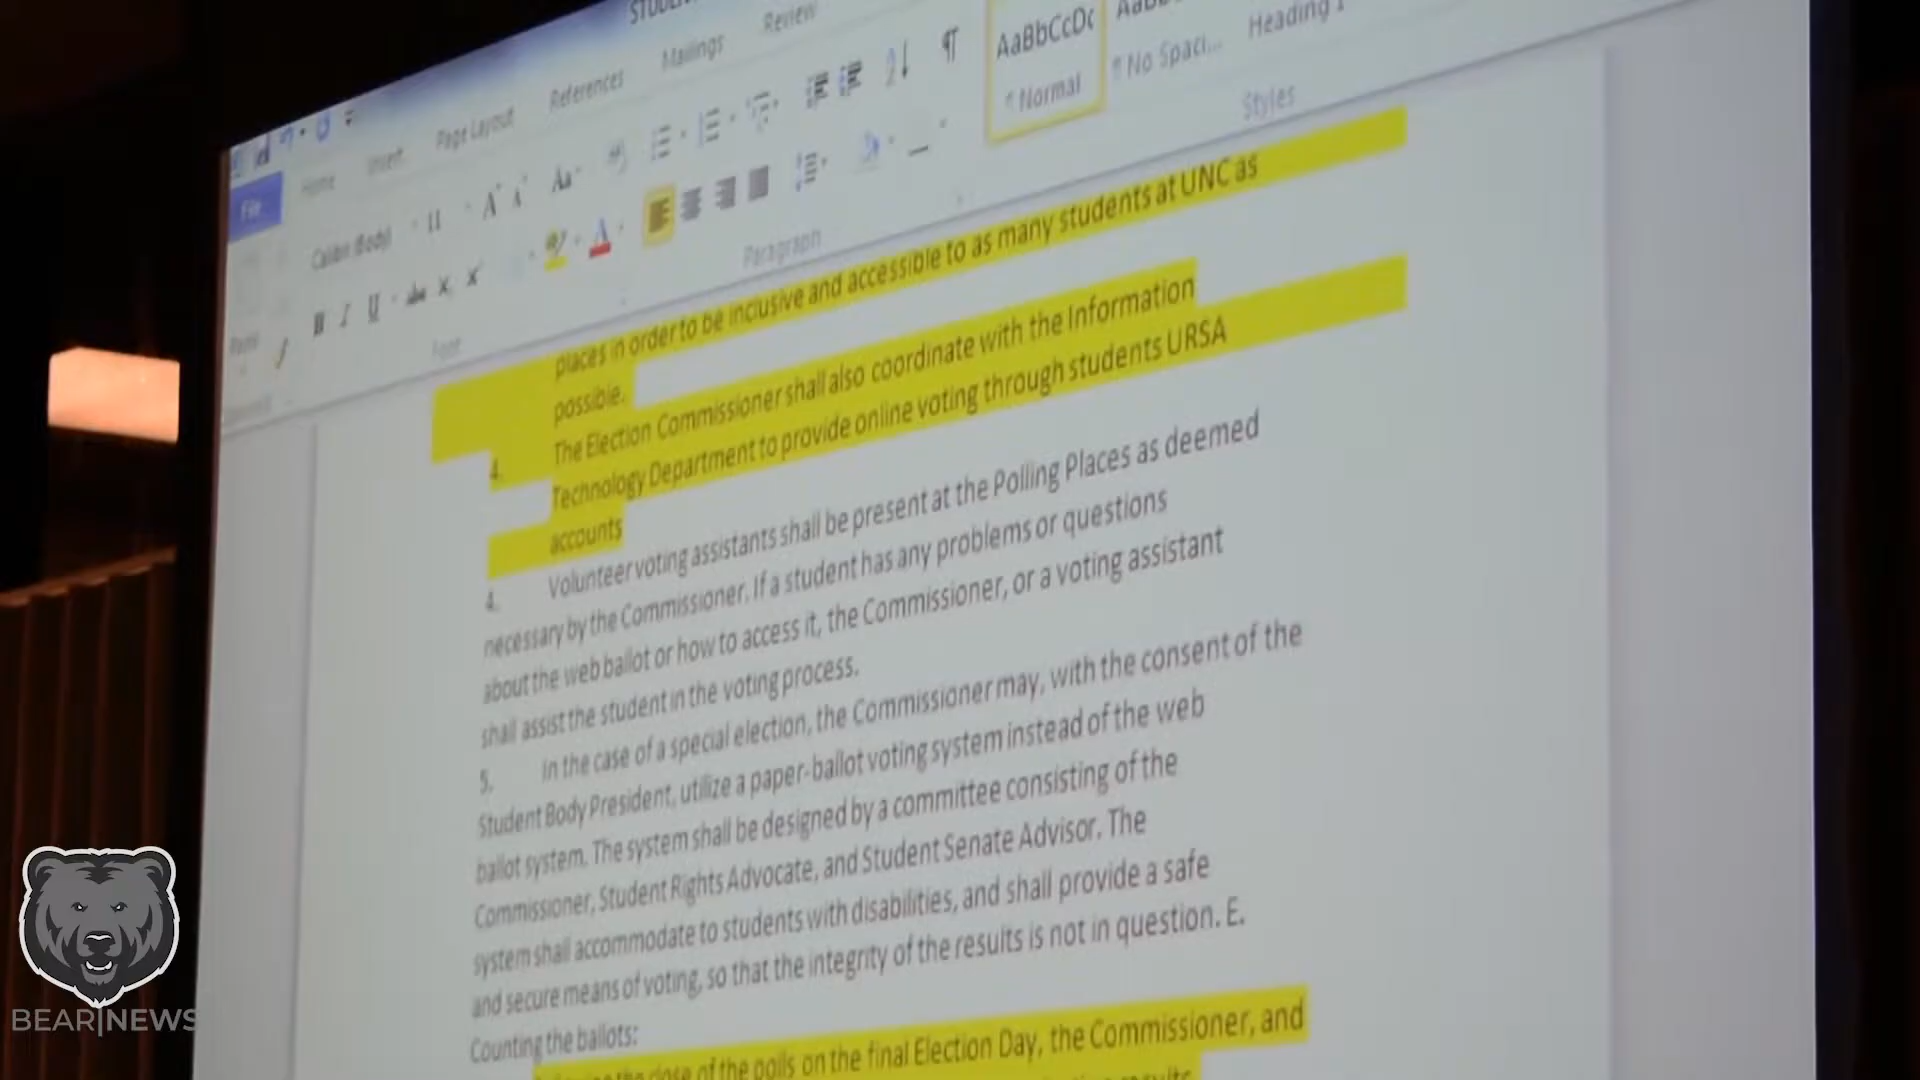 STUDEN
File
Home
Insert
Page Layout
References
Mailings
Review
Calibri (Body)
11
Aa
B I U abc X, X
Font
Paragraph
AaBbCcDc
Normal
No Spaci...
Heading 1
Styles
places in order to be inclusive and accessible to as many students at UNC as
possible.
4. The Election Commissioner shall also coordinate with the Information
Technology Department to provide online voting through students URSA
accounts
4. Volunteer voting assistants shall be present at the Polling Places as deemed
necessary by the Commissioner. If a student has any problems or questions
about the web ballot or how to access it, the Commissioner, or a voting assistant
shall assist the student in the voting process.
5. In the case of a special election, the Commissioner may, with the consent of the
Student Body President, utilize a paper-ballot voting system instead of the web
ballot system. The system shall be designed by a committee consisting of the
Commissioner, Student Rights Advocate, and Student Senate Advisor. The
system shall accommodate to students with disabilities, and shall provide a safe
and secure means of voting, so that the integrity of the results is not in question. E.
Counting the ballots:
the close of the polls on the final Election Day, the Commissioner, and
results
BEAR|NEWS